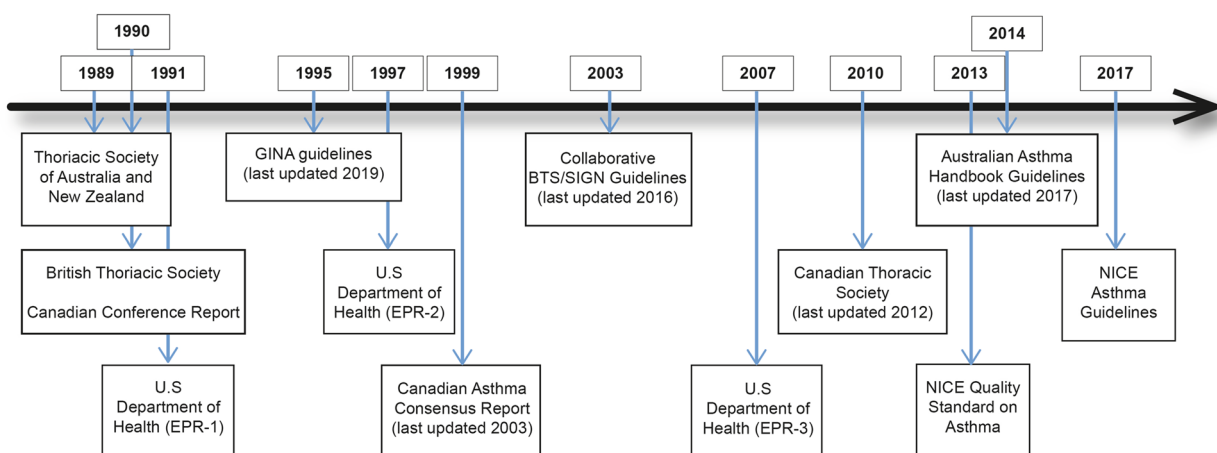 1990
2014
1989
1991
1995
1997
1999
2003
2007
2010
2013
2017
Thoriacic Society
of Australia and
New Zealand
GINA guidelines
(last updated 2019)
Collaborative
BTS/SIGN Guidelines
(last updated 2016)
Australian Asthma
Handbook Guidelines
(last updated 2017)
British Thoriacic Society
Canadian Conference Report
U.S
Department of
Health (EPR-2)
Canadian Thoracic
Society
(last updated 2012)
NICE
Asthma
Guidelines
U.S
Department of
Health (EPR-1)
Canadian Asthma
Consensus Report
(last updated 2003)
U.S
Department of
Health (EPR-3)
NICE Quality
Standard on
Asthma